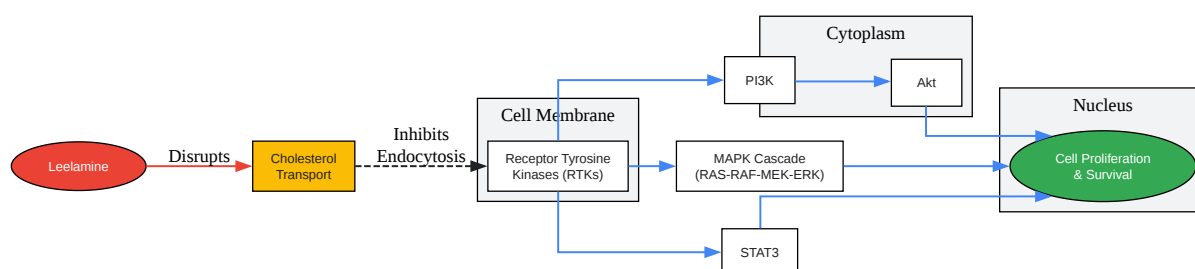 Cytoplasm
PI3K
Akt
Nucleus
Cell Membrane
Inhibits
Endocytosis
Disrupts
Leelamine
Cholesterol
Transport
Receptor Tyrosine
Kinases (RTKs)
MAPK Cascade
(RAS-RAF-MEK-ERK)
Cell Proliferation
& Survival
STAT3